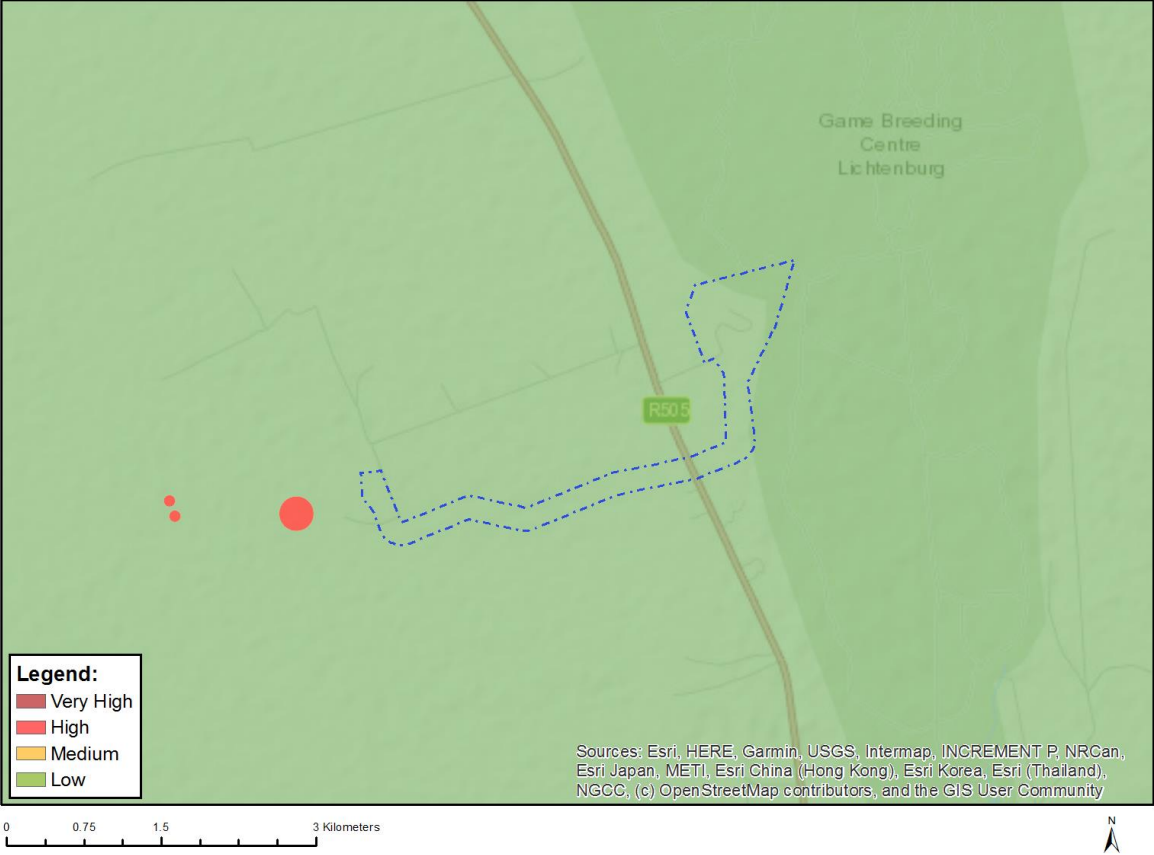 Game Breeding
Centre
Lichtenburg
R505
Legend:
Very High
High
Medium
Low
Sources: Esri, HERE, Garmin, USGS, Intermap, INCREMENT P, NRCan,
Esri Japan, METI, Esri China (Hong Kong), Esri Korea, Esri (Thailand),
NGCC, (c) OpenStreetMap contributors, and the GIS User Community
0 0.75 1.5 3 Kilometers
N